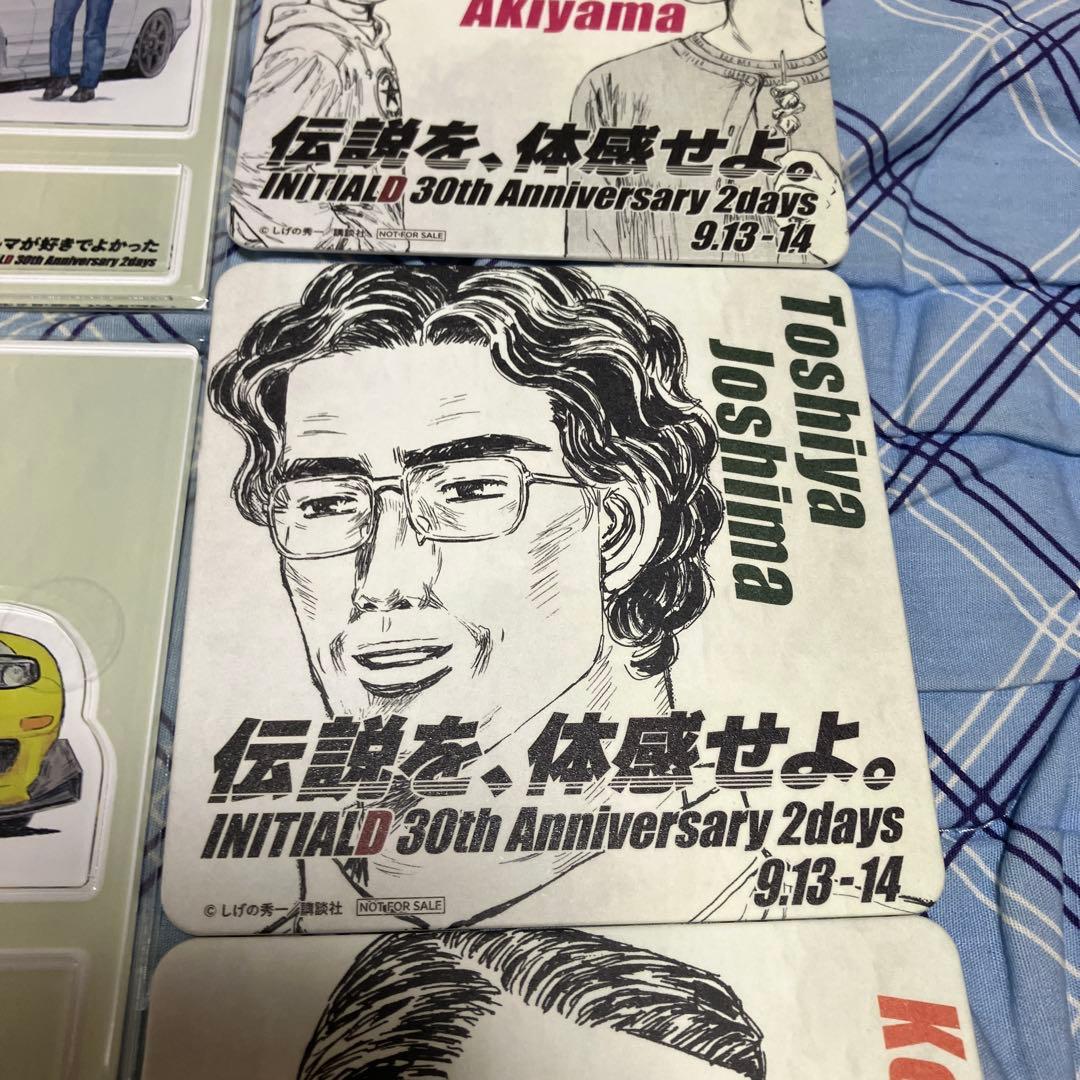 AKiyama
伝説を、体感せよ。
INITIALD 30th Anniversary 2days
9.13-14
©しげの秀一/講談社 NOT FOR SALE
マが好きでよかった
D 30th Anniversary 2days
Toshiya
Joshima
伝説を、体感せよ。
INITIALD 30th Anniversary 2days
9.13-14
©しげの秀一/講談社 NOT FOR SALE